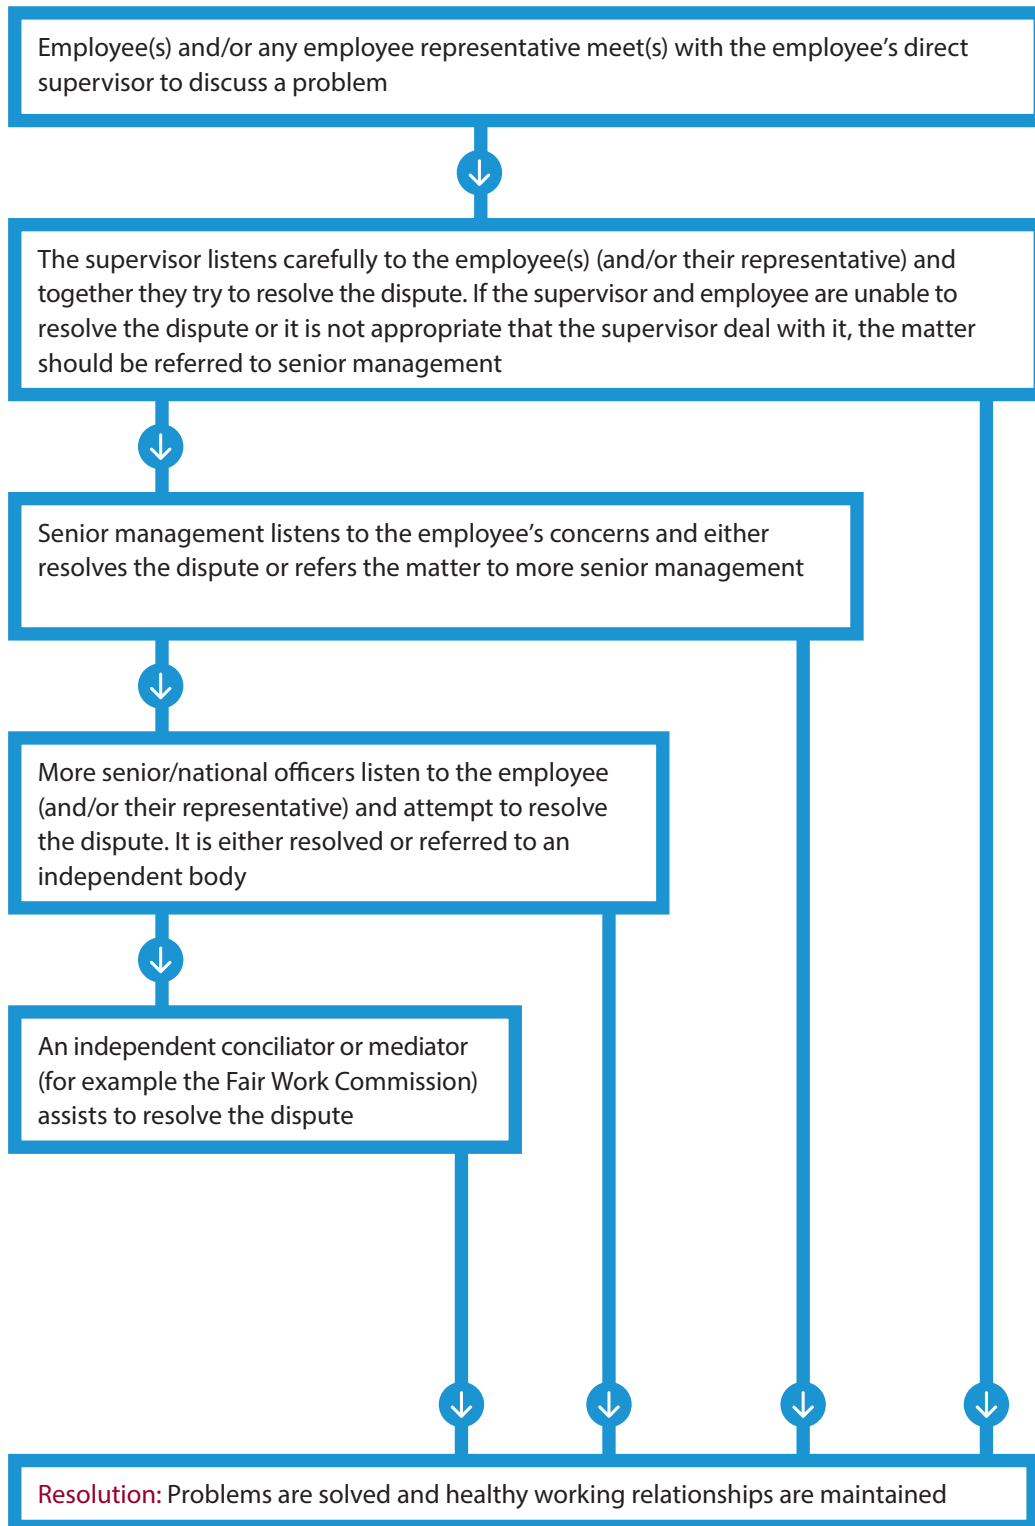 Employee(s) and/or any employee representative meet(s) with the employee’s direct
supervisor to discuss a problem
The supervisor listens carefully to the employee(s) (and/or their representative) and
together they try to resolve the dispute. If the supervisor and employee are unable to
resolve the dispute or it is not appropriate that the supervisor deal with it, the matter
should be referred to senior management
Senior management listens to the employee’s concerns and either
resolves the dispute or refers the matter to more senior management
More senior/national officers listen to the employee
(and/or their representative) and attempt to resolve
the dispute. It is either resolved or referred to an
independent body
An independent conciliator or mediator
(for example the Fair Work Commission)
assists to resolve the dispute
Resolution: Problems are solved and healthy working relationships are maintained